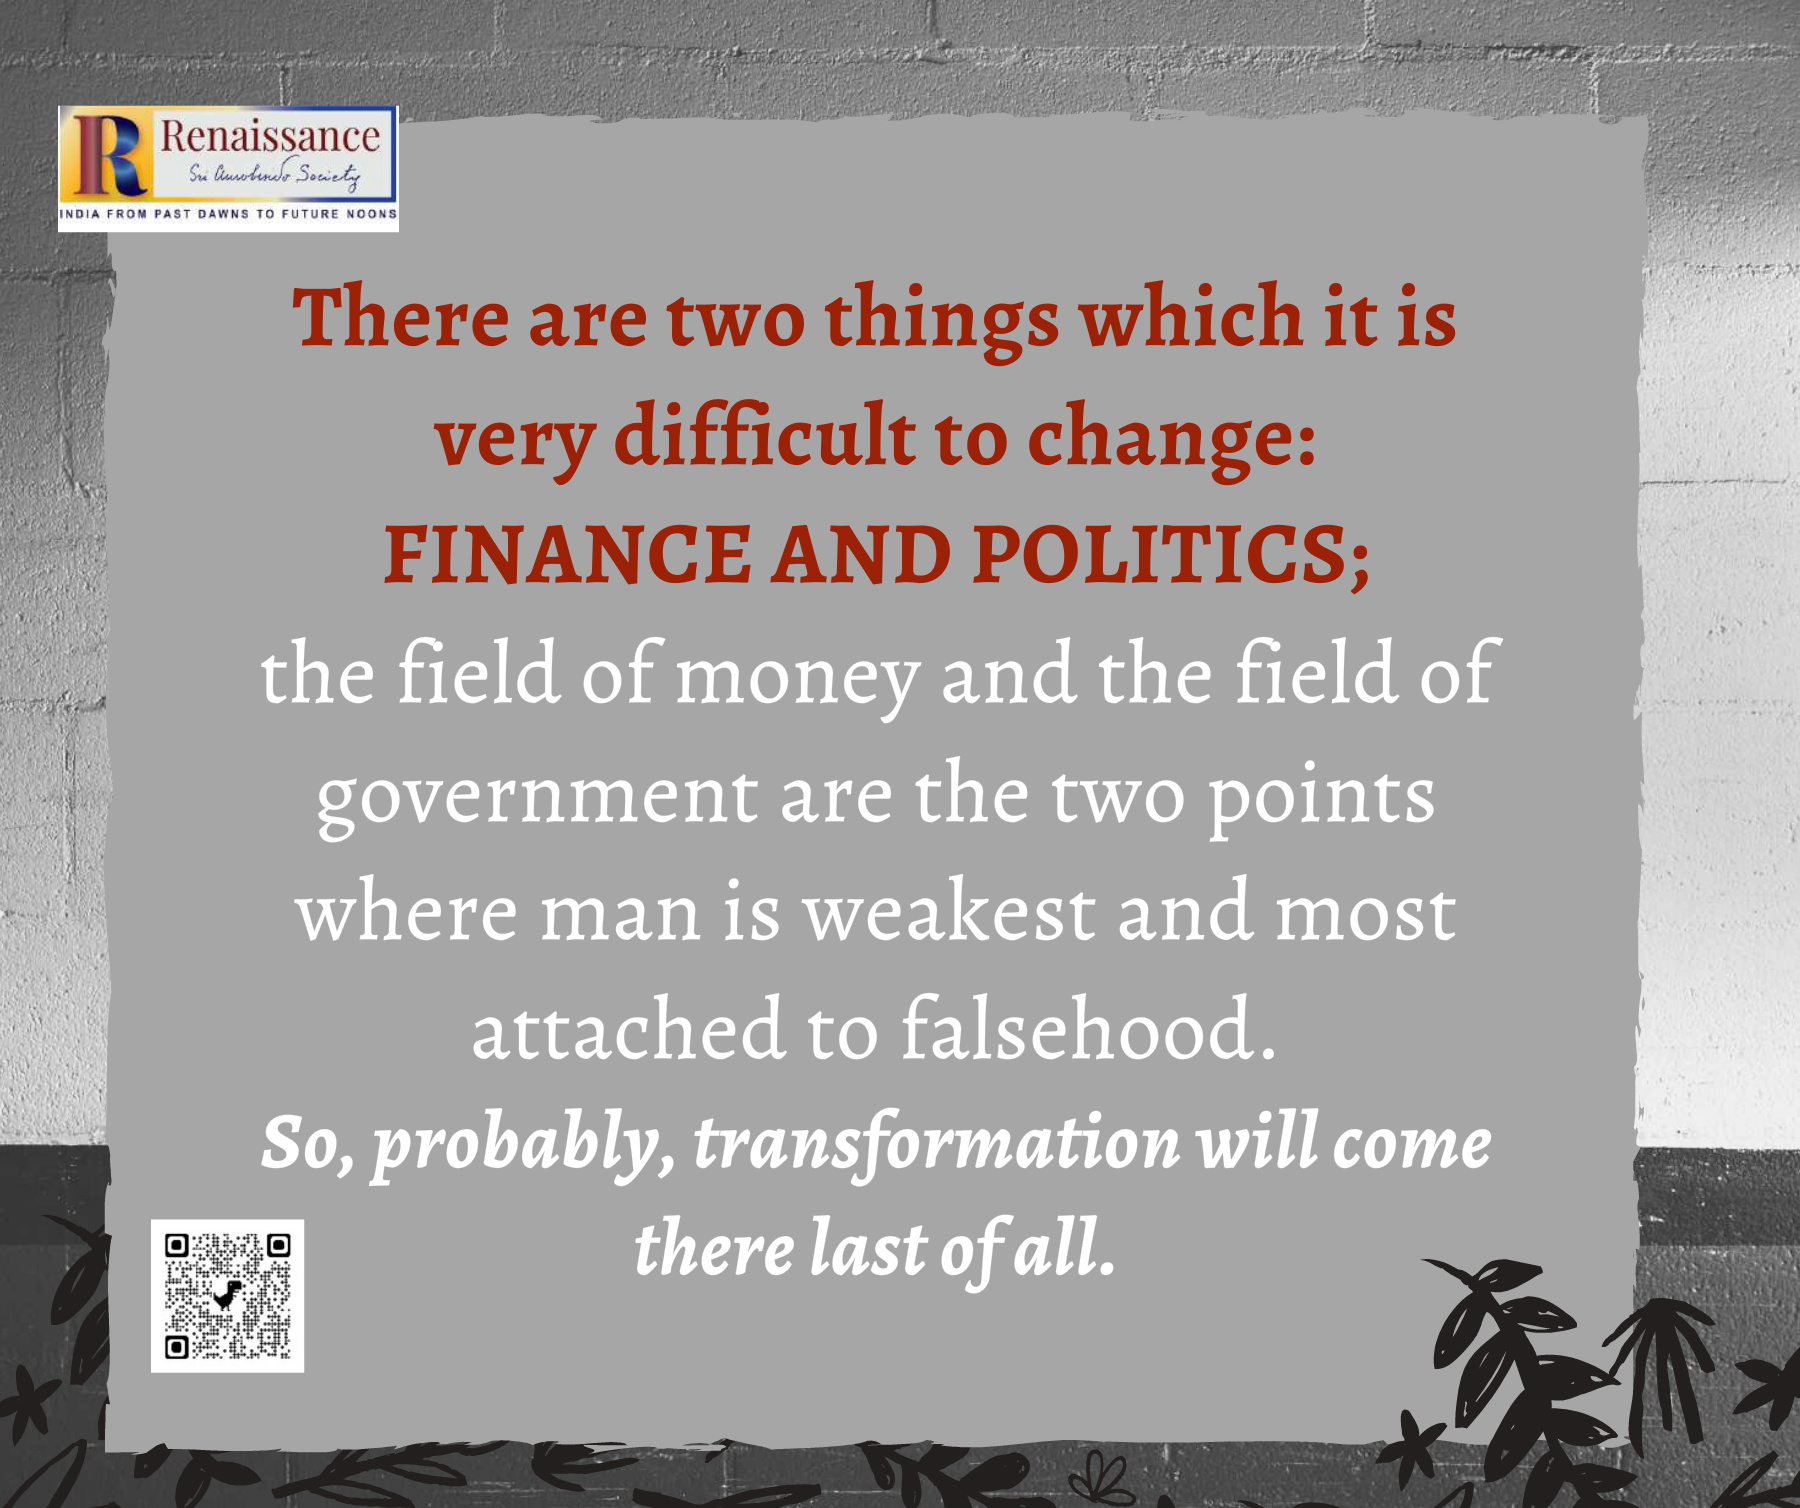 R Renaissance
Sri Aurobindo Society
INDIA FROM PAST DAWNS TO FUTURE NOONS
There are two things which it is
very difficult to change:
FINANCE AND POLITICS;
the field of money and the field of
government are the two points
where man is weakest and most
attached to falsehood.
So, probably, transformation will come
there last of all.